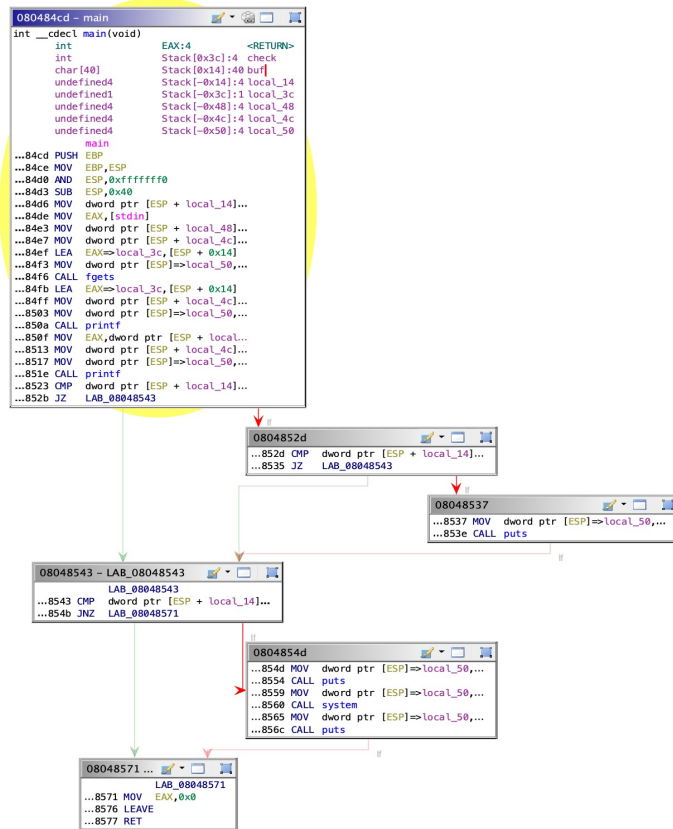 080484cd - main
int __cdecl main(void)
int EAX:4 <RETURN>
int Stack[0x3c]:4 check
char[40] Stack[0x14]:40 buf
undefined4 Stack[-0x14]:4 local_14
undefined1 Stack[-0x3c]:1 local_3c
undefined4 Stack[-0x48]:4 local_48
undefined4 Stack[-0x4c]:4 local_4c
undefined4 Stack[-0x50]:4 local_50
main
...84cd PUSH EBP
...84ce MOV EBP,ESP
...84d0 AND ESP,0xfffffff0
...84d3 SUB ESP,0x40
...84d6 MOV dword ptr [ESP + local_14]...
...84de MOV EAX,[stdin]
...84e3 MOV dword ptr [ESP + local_48]...
...84e7 MOV dword ptr [ESP + local_4c]...
...84ef LEA EAX=>local_3c,[ESP + 0x14]
...84f3 MOV dword ptr [ESP]=>local_50,...
...84f6 CALL fgets
...84fb LEA EAX=>local_3c,[ESP + 0x14]
...84ff MOV dword ptr [ESP + local_4c]...
...8503 MOV dword ptr [ESP]=>local_50,...
...850a CALL printf
...850f MOV EAX,dword ptr [ESP + local...
...8513 MOV dword ptr [ESP + local_4c]...
...8517 MOV dword ptr [ESP]=>local_50,...
...851e CALL printf
...8523 CMP dword ptr [ESP + local_14]...
...852b JZ LAB_08048543
If
0804852d
...852d CMP dword ptr [ESP + local_14]...
...8535 JZ LAB_08048543
If
08048537
...8537 MOV dword ptr [ESP]=>local_50,...
...853e CALL puts
If
08048543 - LAB_08048543
LAB_08048543
...8543 CMP dword ptr [ESP + local_14]...
...854b JNZ LAB_08048571
If
0804854d
...854d MOV dword ptr [ESP]=>local_50,...
...8554 CALL puts
...8559 MOV dword ptr [ESP]=>local_50,...
...8560 CALL system
...8565 MOV dword ptr [ESP]=>local_50,...
...856c CALL puts
If
08048571 ...
LAB_08048571
...8571 MOV EAX,0x0
...8576 LEAVE
...8577 RET